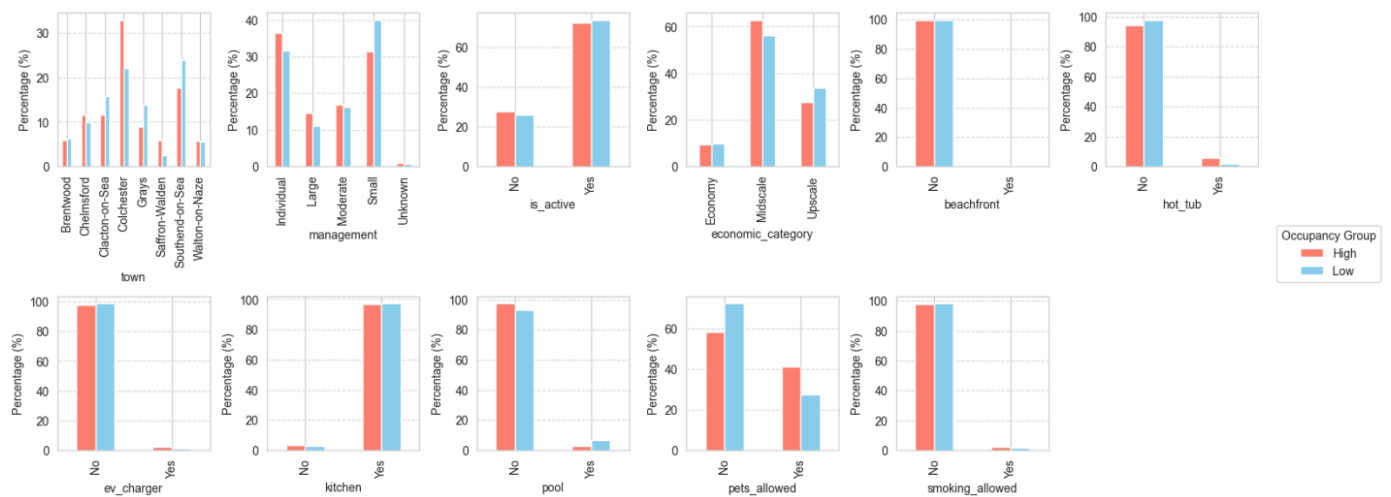 Percentage (%)
30
20
10
0
Brentwood
Chelmsford
Clacton-on-Sea
Colchester
Grays
Saffron-Walden
Southend-on-Sea
Walton-on-Naze
town
Percentage (%)
40
30
20
10
0
Individual
Large
Moderate
Small
Unknown
management
Percentage (%)
60
40
20
0
No
Yes
is_active
Percentage (%)
60
40
20
0
Economy
Midscale
Upscale
economic_category
Percentage (%)
100
80
60
40
20
0
No
Yes
beachfront
Percentage (%)
100
80
60
40
20
0
No
Yes
hot_tub
Occupancy Group
High
Low
Percentage (%)
100
80
60
40
20
0
No
Yes
ev_charger
Percentage (%)
100
80
60
40
20
0
No
Yes
kitchen
Percentage (%)
100
80
60
40
20
0
No
Yes
pool
Percentage (%)
60
40
20
0
No
Yes
pets_allowed
Percentage (%)
100
80
60
40
20
0
No
Yes
smoking_allowed